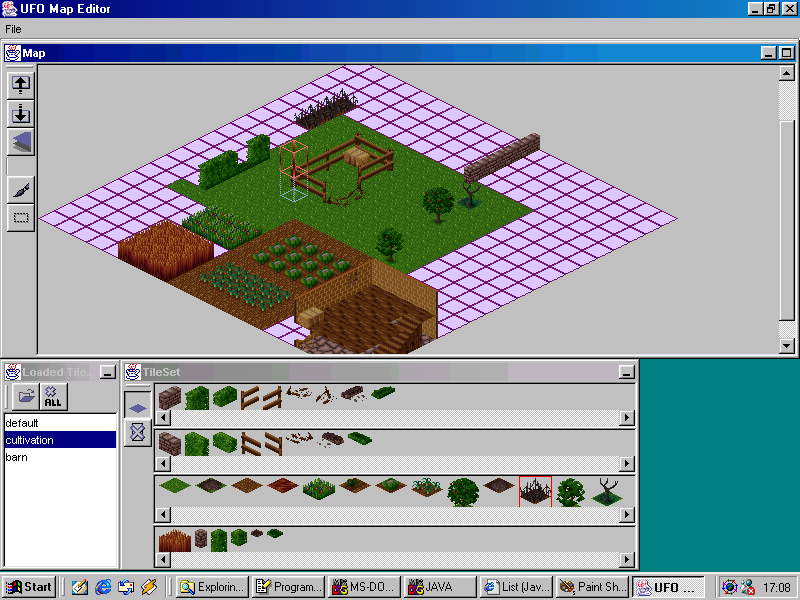 UFO Map Editor
File
Map
Loaded Tile...
TileSet
ALL
default
cultivation
barn
Start
Explorin...
Program...
MS-DO...
JAVA
List (Jav...
Paint Sh...
UFO ...
17:08